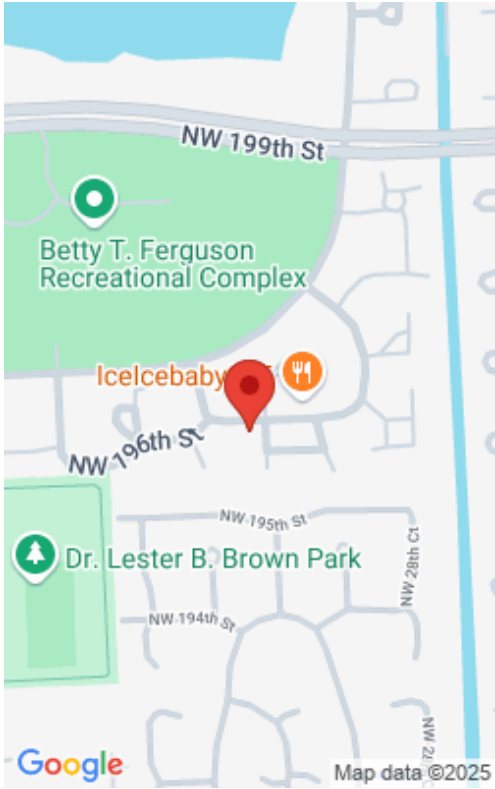 NW 199th St
Betty T. Ferguson
Recreational Complex
IceIcebaby
NW 196th St
NW 195th St
Dr. Lester B. Brown Park
NW 28th Ct
NW 194th St
Google
Map data ©2025